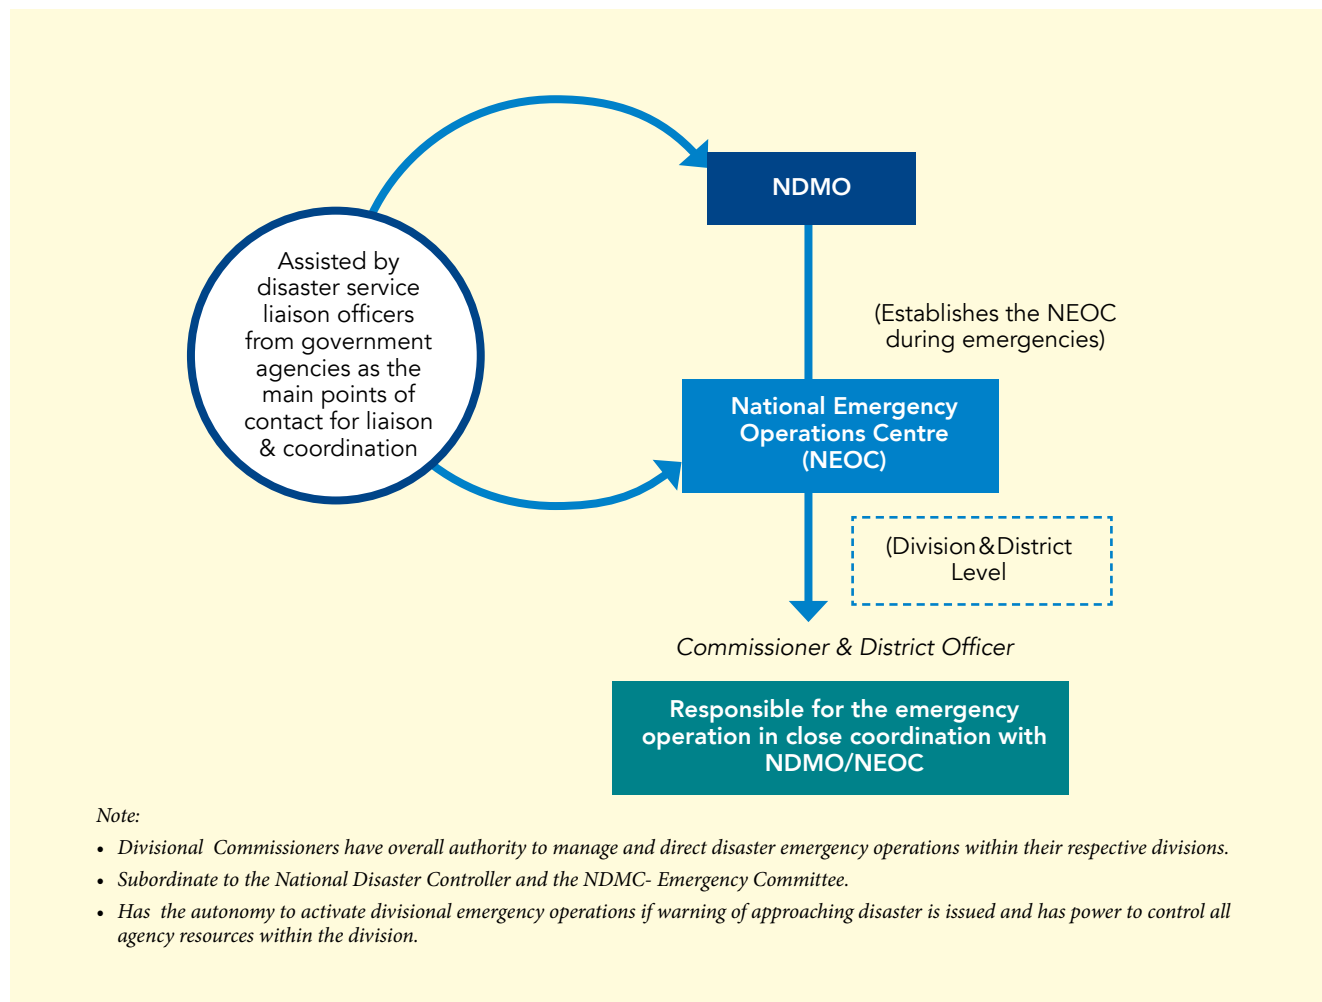 NDMO
Assisted by
disaster service
liaison officers
from government
agencies as the
main points of
contact for liaison
& coordination
(Establishes the NEOC
during emergencies)
National Emergency
Operations Centre
(NEOC)
(Division&District
Level
Commissioner & District Officer
Responsible for the emergency
operation in close coordination with
NDMO/NEOC
Note:
• Divisional Commissioners have overall authority to manage and direct disaster emergency operations within their respective divisions.
• Subordinate to the National Disaster Controller and the NDMC- Emergency Committee.
• Has the autonomy to activate divisional emergency operations if warning of approaching disaster is issued and has power to control all
agency resources within the division.